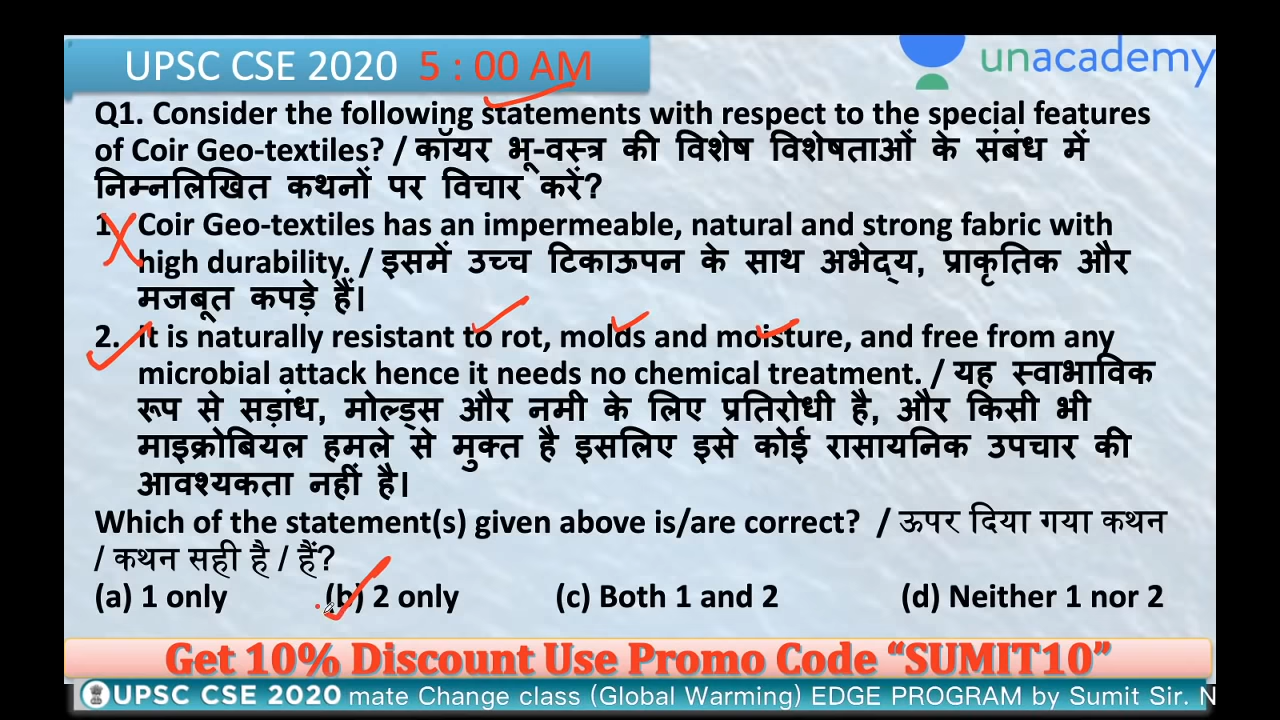 UPSC CSE 2020 5 : 00 AM
unacademy
Q1. Consider the following statements with respect to the special features
of Coir Geo-textiles? / कॉयर भू-वस्त्र की विशेष विशेषताओं के संबंध में
निम्नलिखित कथनों पर विचार करें?
1. Coir Geo-textiles has an impermeable, natural and strong fabric with
high durability. / इसमें उच्च टिकाऊपन के साथ अभेद्य, प्राकृतिक और
मजबूत कपड़े हैं।
2. It is naturally resistant to rot, molds and moisture, and free from any
microbial attack hence it needs no chemical treatment. / यह स्वाभाविक
रूप से सड़ांध, मोल्ड्स और नमी के लिए प्रतिरोधी है, और किसी भी
माइक्रोबियल हमले से मुक्त है इसलिए इसे कोई रासायनिक उपचार की
आवश्यकता नहीं है।
Which of the statement(s) given above is/are correct? / ऊपर दिया गया कथन
/ कथन सही है / हैं?
(a) 1 only (b) 2 only (c) Both 1 and 2 (d) Neither 1 nor 2
Get 10% Discount Use Promo Code “SUMIT10”
UPSC CSE 2020 mate Change class (Global Warming) EDGE PROGRAM by Sumit Sir. N